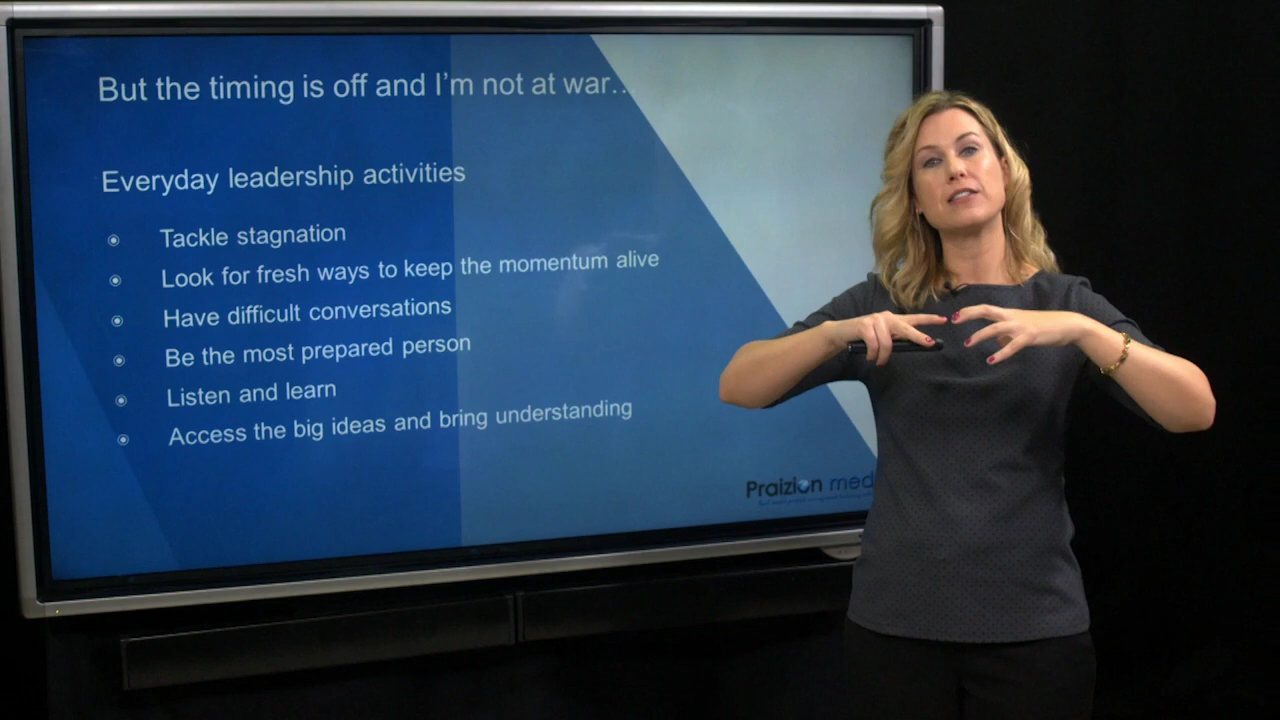 But the timing is off and I'm not at war...
Everyday leadership activities
Tackle stagnation
Look for fresh ways to keep the momentum alive
Have difficult conversations
Be the most prepared person
Listen and learn
Access the big ideas and bring understanding
Praizion med